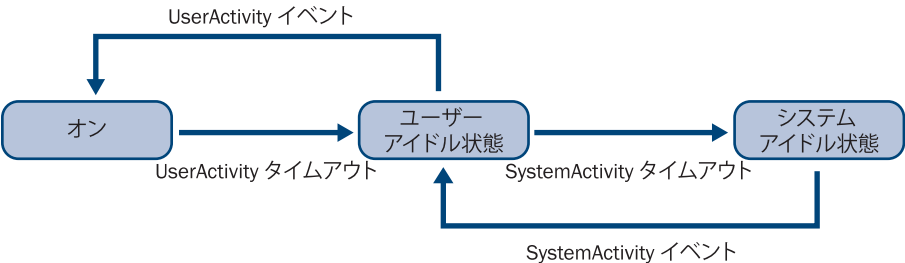 UserActivity イベント
オン
ユーザー
アイドル状態
システム
アイドル状態
UserActivity タイムアウト
SystemActivity タイムアウト
SystemActivity イベント